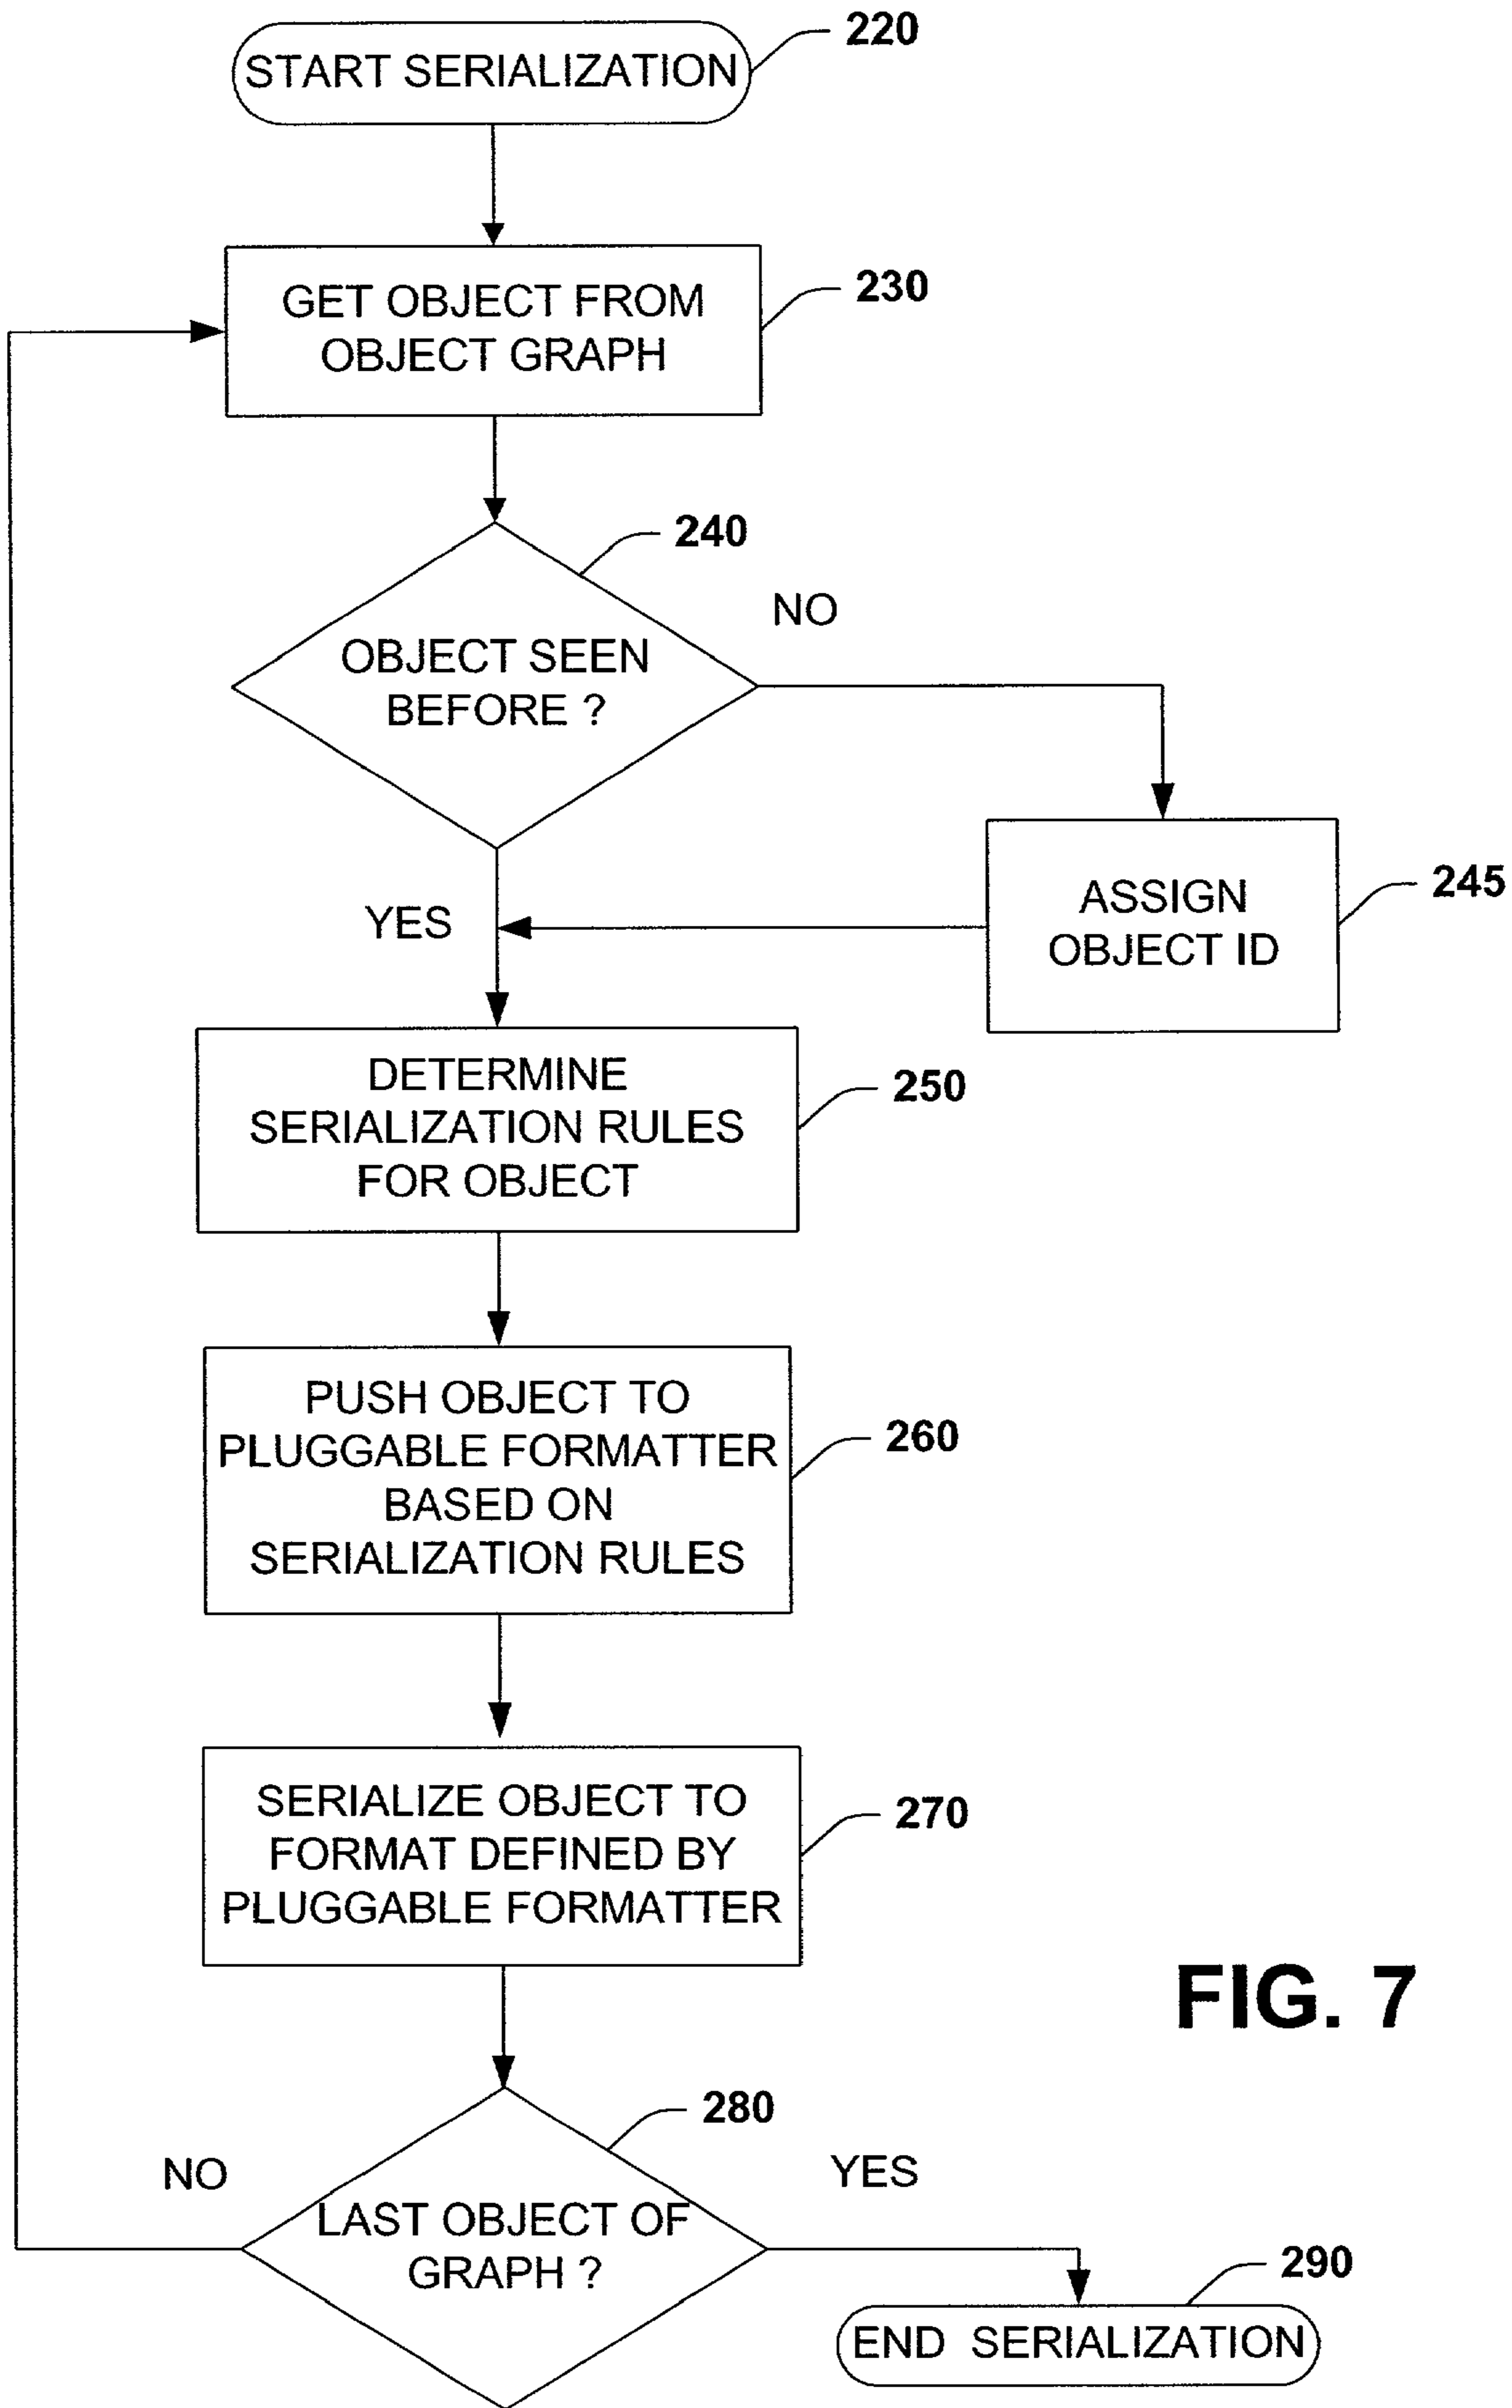 START SERIALIZATION
220
GET OBJECT FROM
OBJECT GRAPH
230
240
OBJECT SEEN
BEFORE ?
NO
YES
ASSIGN
OBJECT ID
245
DETERMINE
SERIALIZATION RULES
FOR OBJECT
250
PUSH OBJECT TO
PLUGGABLE FORMATTER
BASED ON
SERIALIZATION RULES
260
SERIALIZE OBJECT TO
FORMAT DEFINED BY
PLUGGABLE FORMATTER
270
FIG. 7
280
NO
YES
LAST OBJECT OF
GRAPH ?
290
END SERIALIZATION